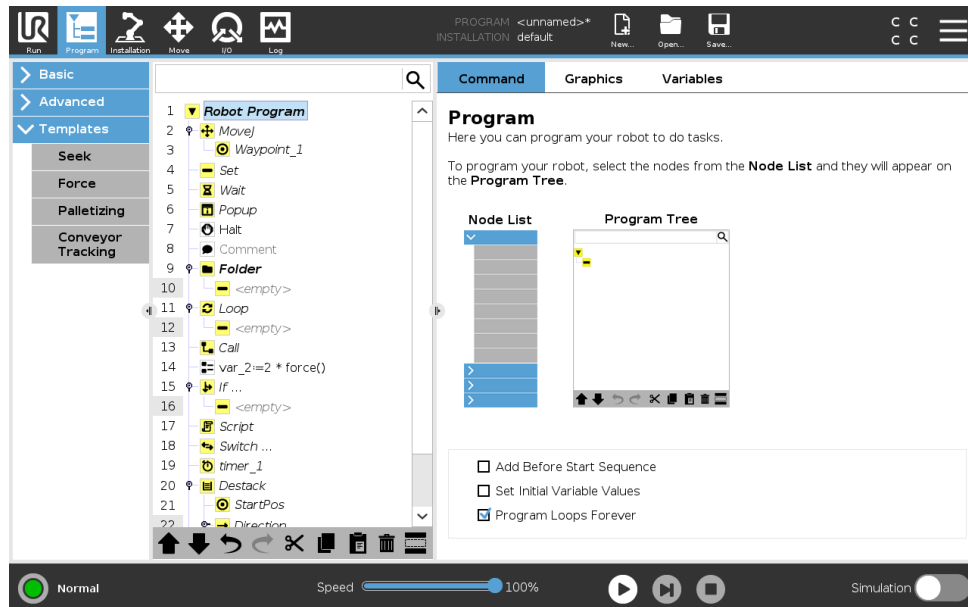 UR
PROGRAM <unnamed>*
INSTALLATION default
Run Program Installation Move I/O Log New... Open... Save...
C C
C C
Basic
Advanced
Templates
Seek
Force
Palletizing
Conveyor
Tracking
1 Robot Program
2 MoveJ
3 Waypoint_1
4 Set
5 Wait
6 Popup
7 Halt
8 Comment
9 Folder
10 <empty>
11 Loop
12 <empty>
13 Call
14 var_2:=2 * force()
15 If ...
16 <empty>
17 Script
18 Switch ...
19 timer_1
20 Destack
21 StartPos
22 Direction
Command Graphics Variables
Program
Here you can program your robot to do tasks.
To program your robot, select the nodes from the Node List and they will appear on
the Program Tree.
Node List Program Tree
Add Before Start Sequence
Set Initial Variable Values
Program Loops Forever
Normal Speed 100% Simulation